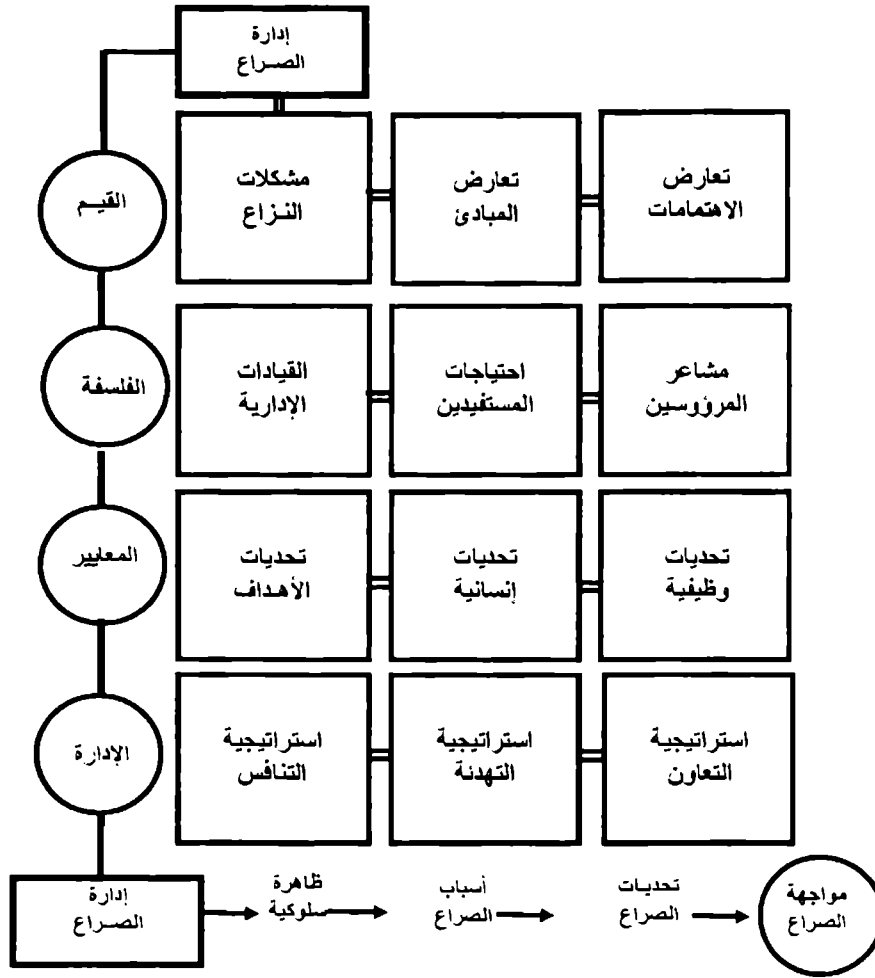 إدارة
الصراع
القيم
مشكلات
النزاع
تعارض
المبادئ
تعارض
الاهتمامات
الفلسفة
القيادات
الإدارية
احتياجات
المستفيدين
مشاعر
المرؤوسين
المعايير
تحديات
الأهداف
تحديات
إنسانية
تحديات
وظيفية
الإدارة
استراتيجية
التنافس
استراتيجية
التهدئة
استراتيجية
التعاون
إدارة
الصراع
ظاهرة
سلوكية
أسباب
الصراع
تحديات
الصراع
مواجهة
الصراع